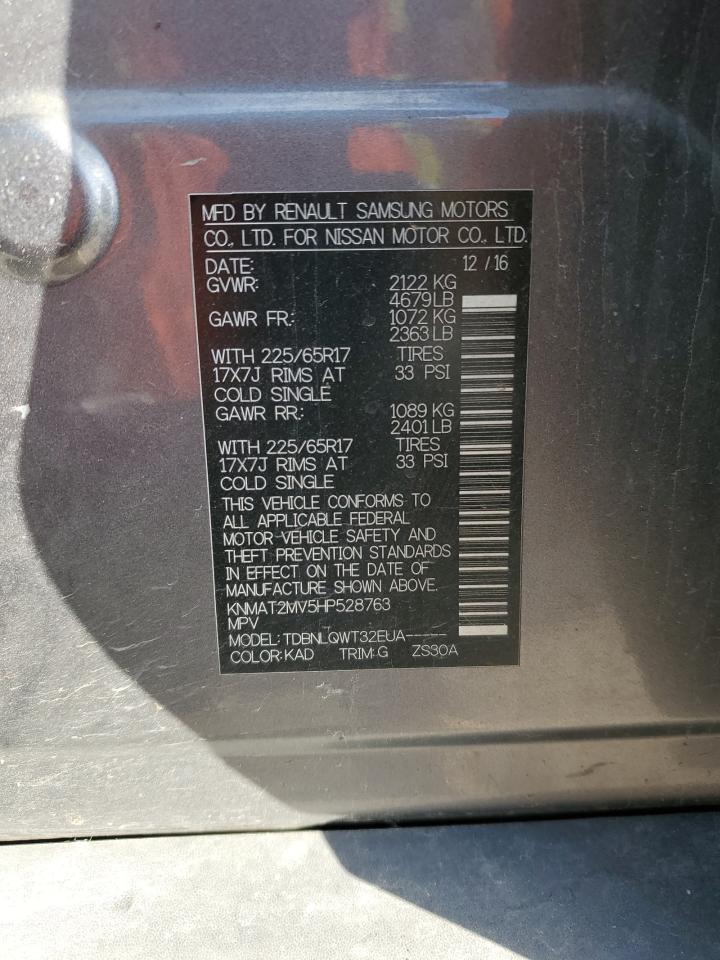 MFD BY RENAULT SAMSUNG MOTORS
CO., LTD. FOR NISSAN MOTOR CO., LTD.
DATE: 12 / 16
GVWR: 2122 KG
4679 LB
GAWR FR.: 1072 KG
2363 LB
WITH 225/65R17 TIRES
17X7J RIMS AT 33 PSI
COLD SINGLE
GAWR RR.: 1089 KG
2401 LB
WITH 225/65R17 TIRES
17X7J RIMS AT 33 PSI
COLD SINGLE
THIS VEHICLE CONFORMS TO
ALL APPLICABLE FEDERAL
MOTOR VEHICLE SAFETY AND
THEFT PREVENTION STANDARDS
IN EFFECT ON THE DATE OF
MANUFACTURE SHOWN ABOVE.
KNMAT2MV5HP528763
MPV
MODEL: TDBNLQWT32EUA-----
COLOR: KAD TRIM: G ZS30A